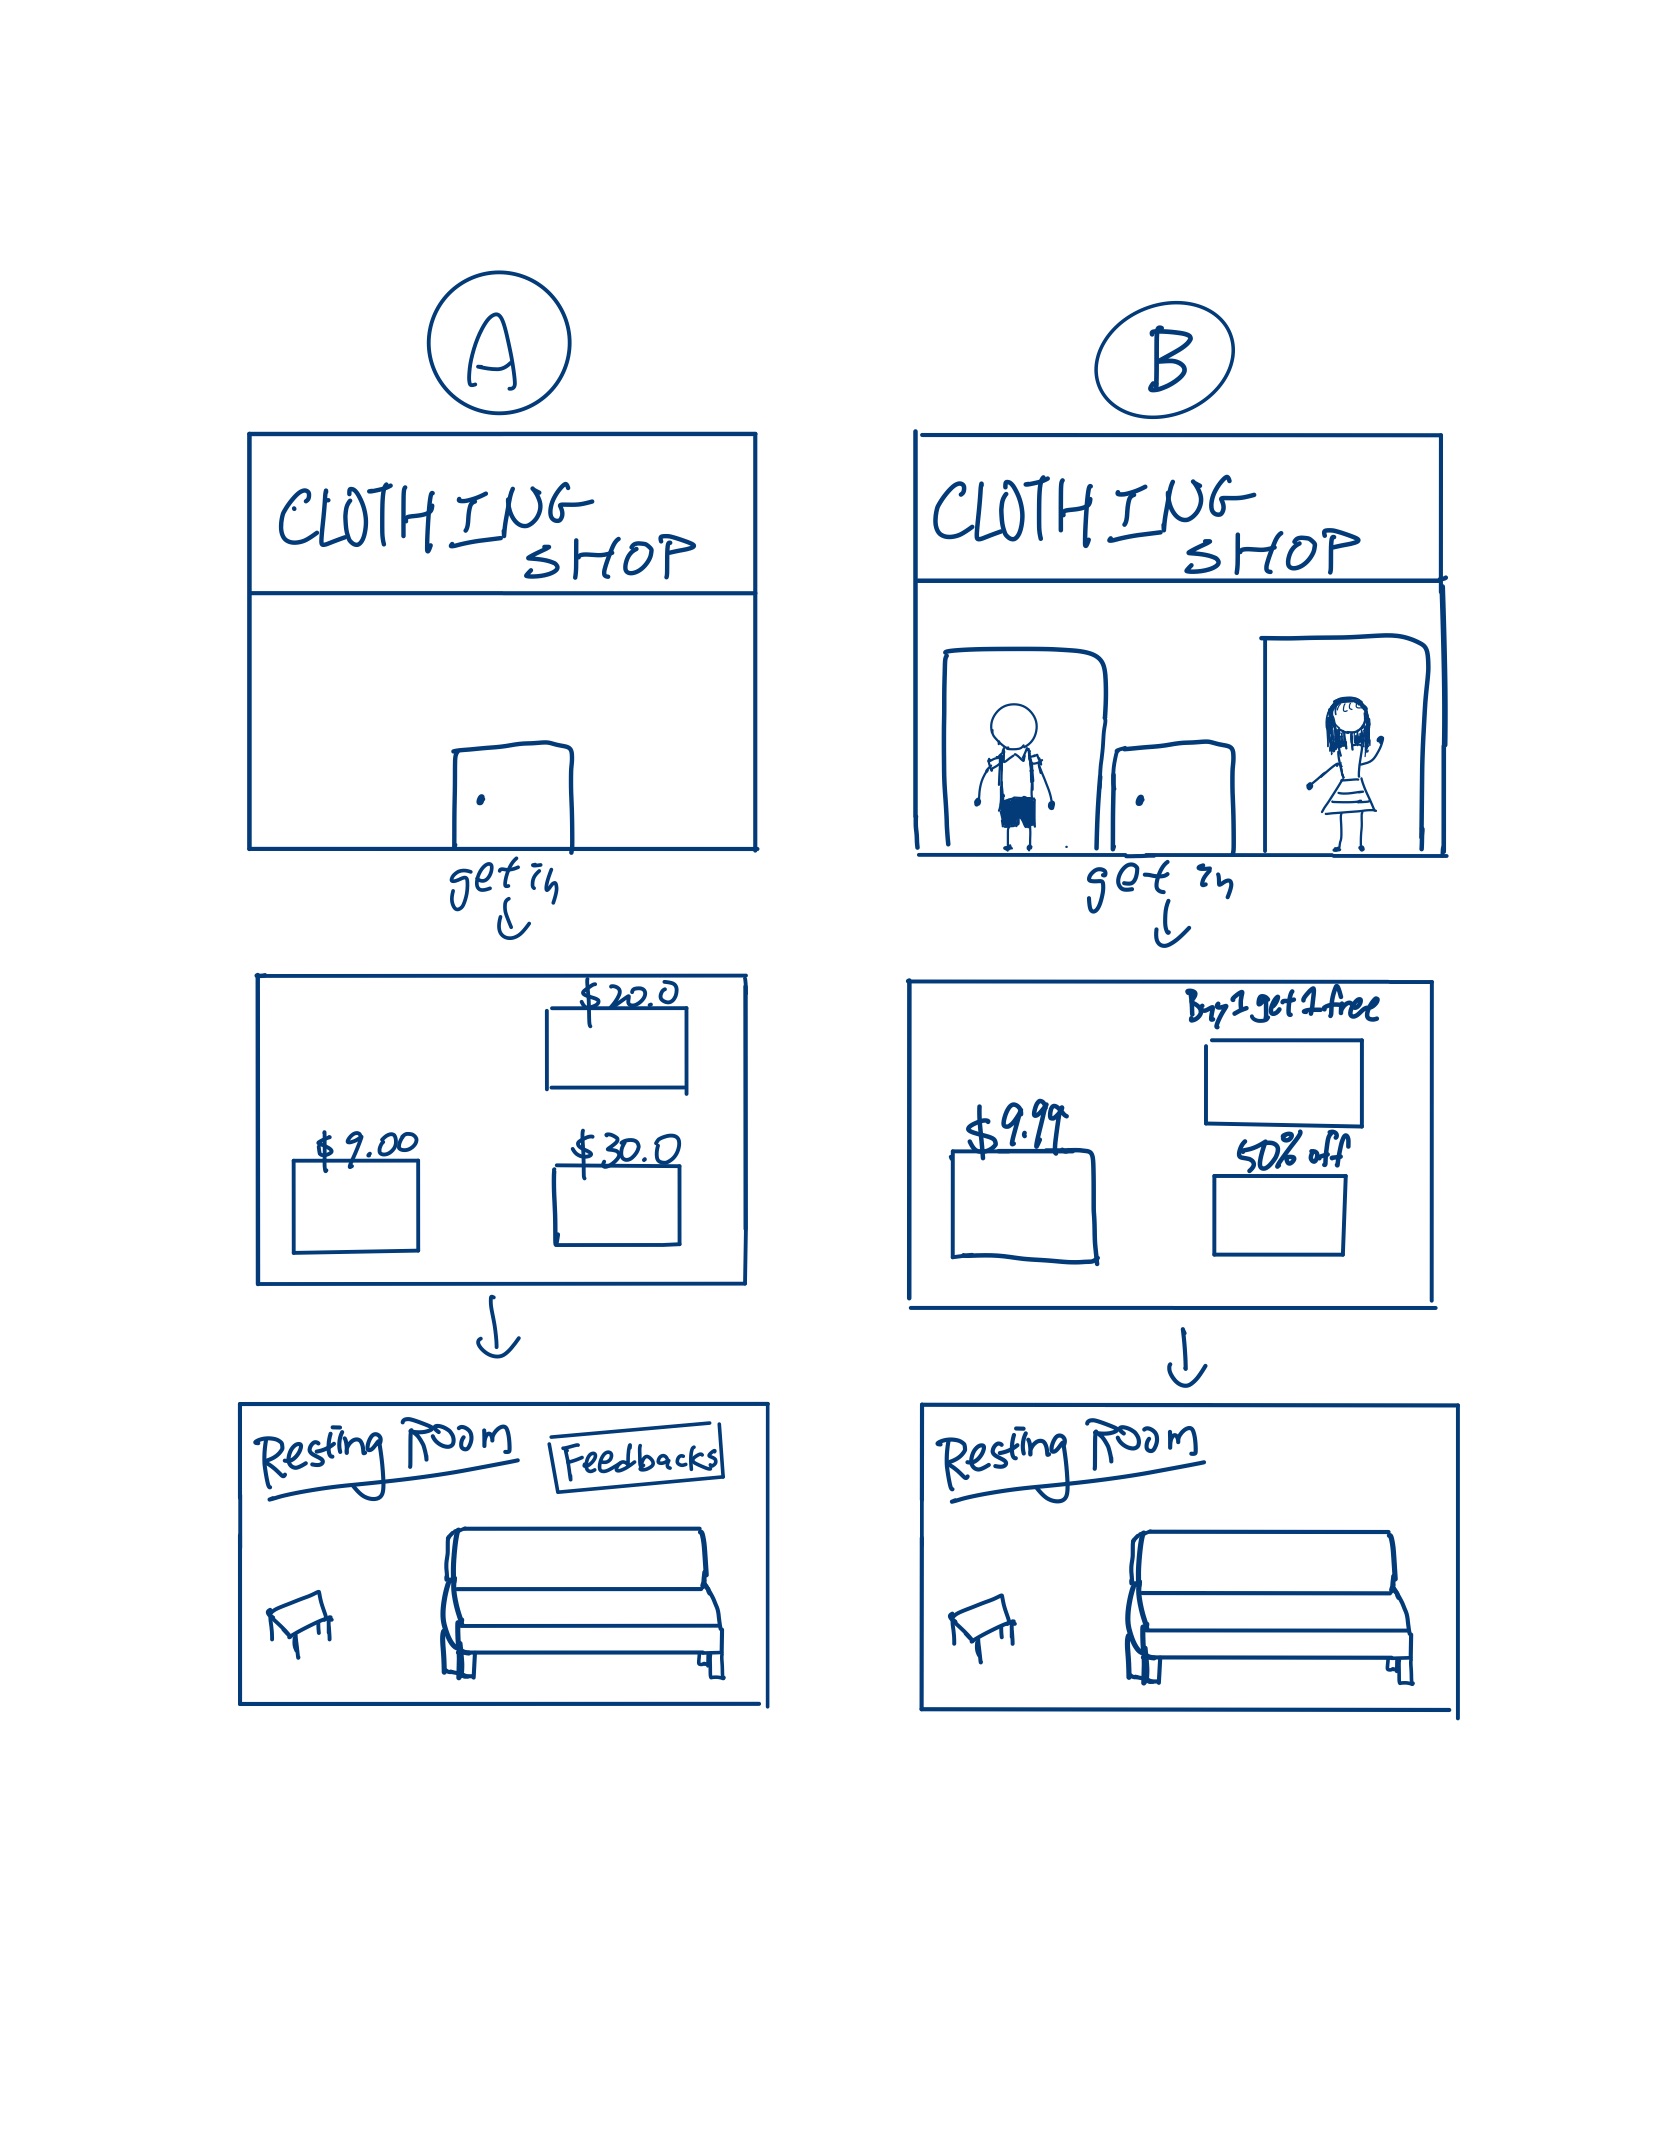 A
CLOTHING
SHOP
get in
$20.0
$9.00
$30.0
Resting Room
Feedbacks
B
CLOTHING
SHOP
get in
Buy 1 get 1 free
$9.99
50% off
Resting Room